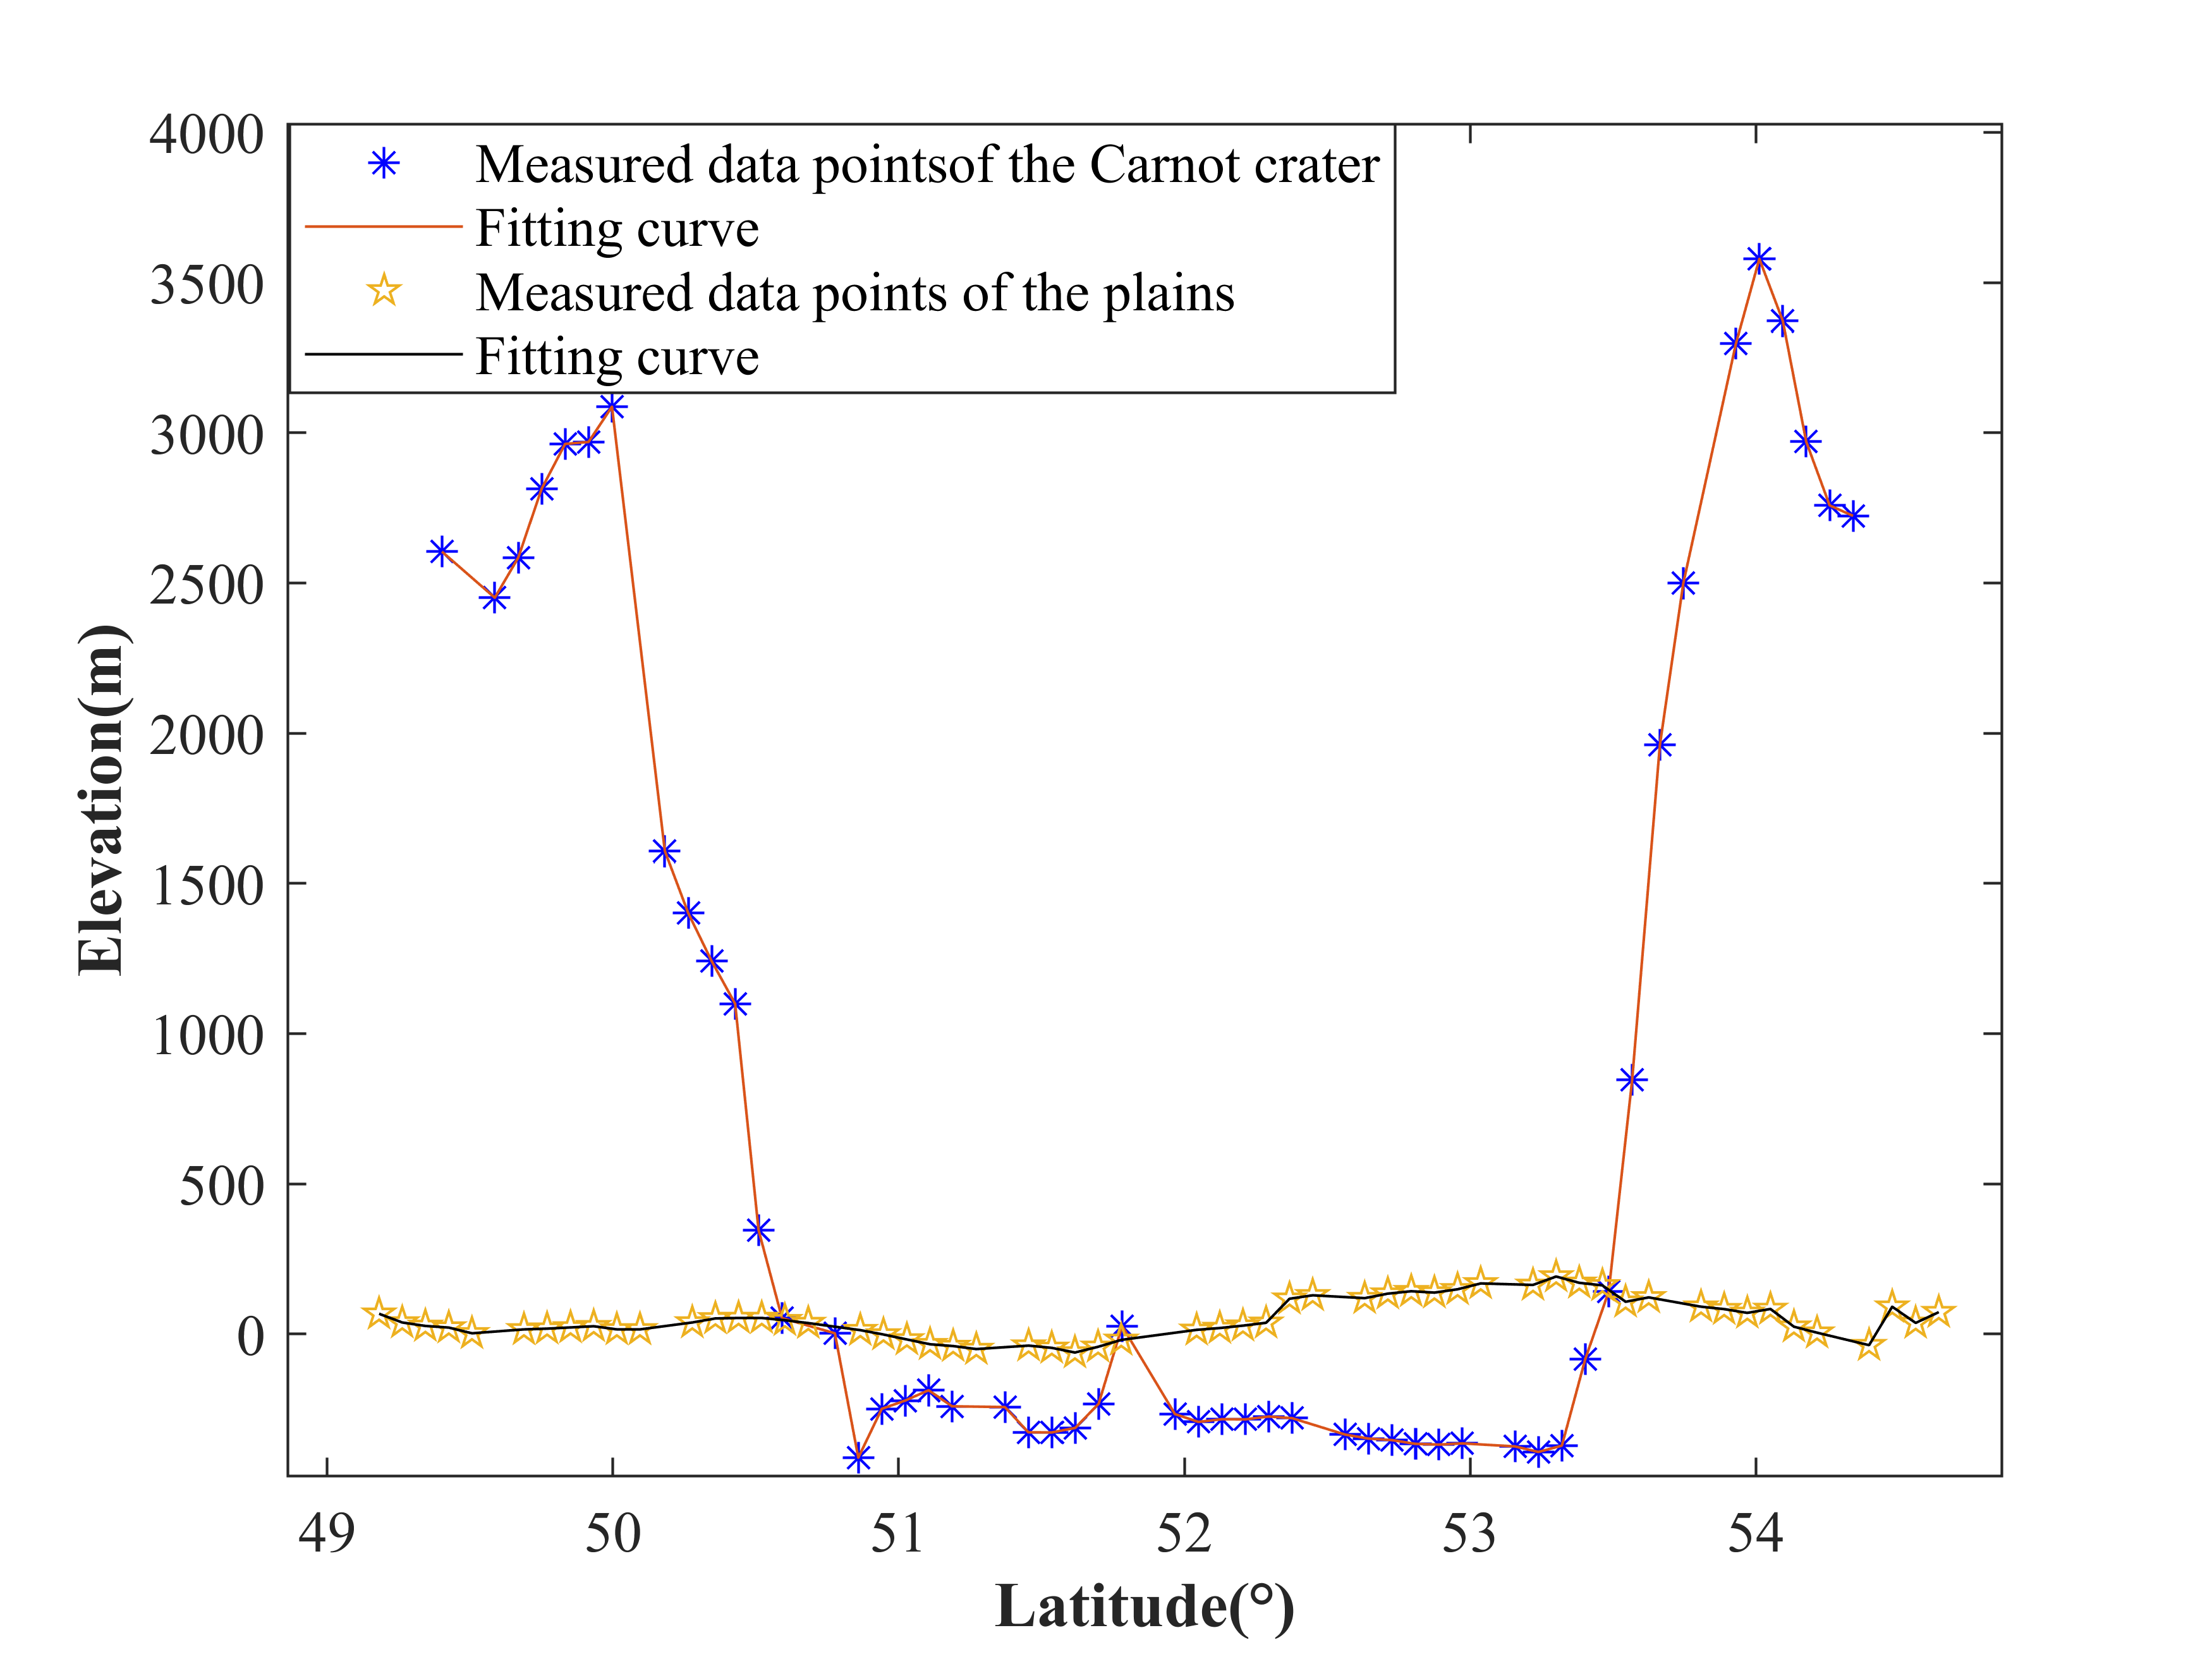 4000
3500
3000
2500
2000
1500
1000
500
0
Measured data pointsof the Carnot crater
Fitting curve
Measured data points of the plains
Fitting curve
Elevation(m)
49 50 51 52 53 54
Latitude(°)